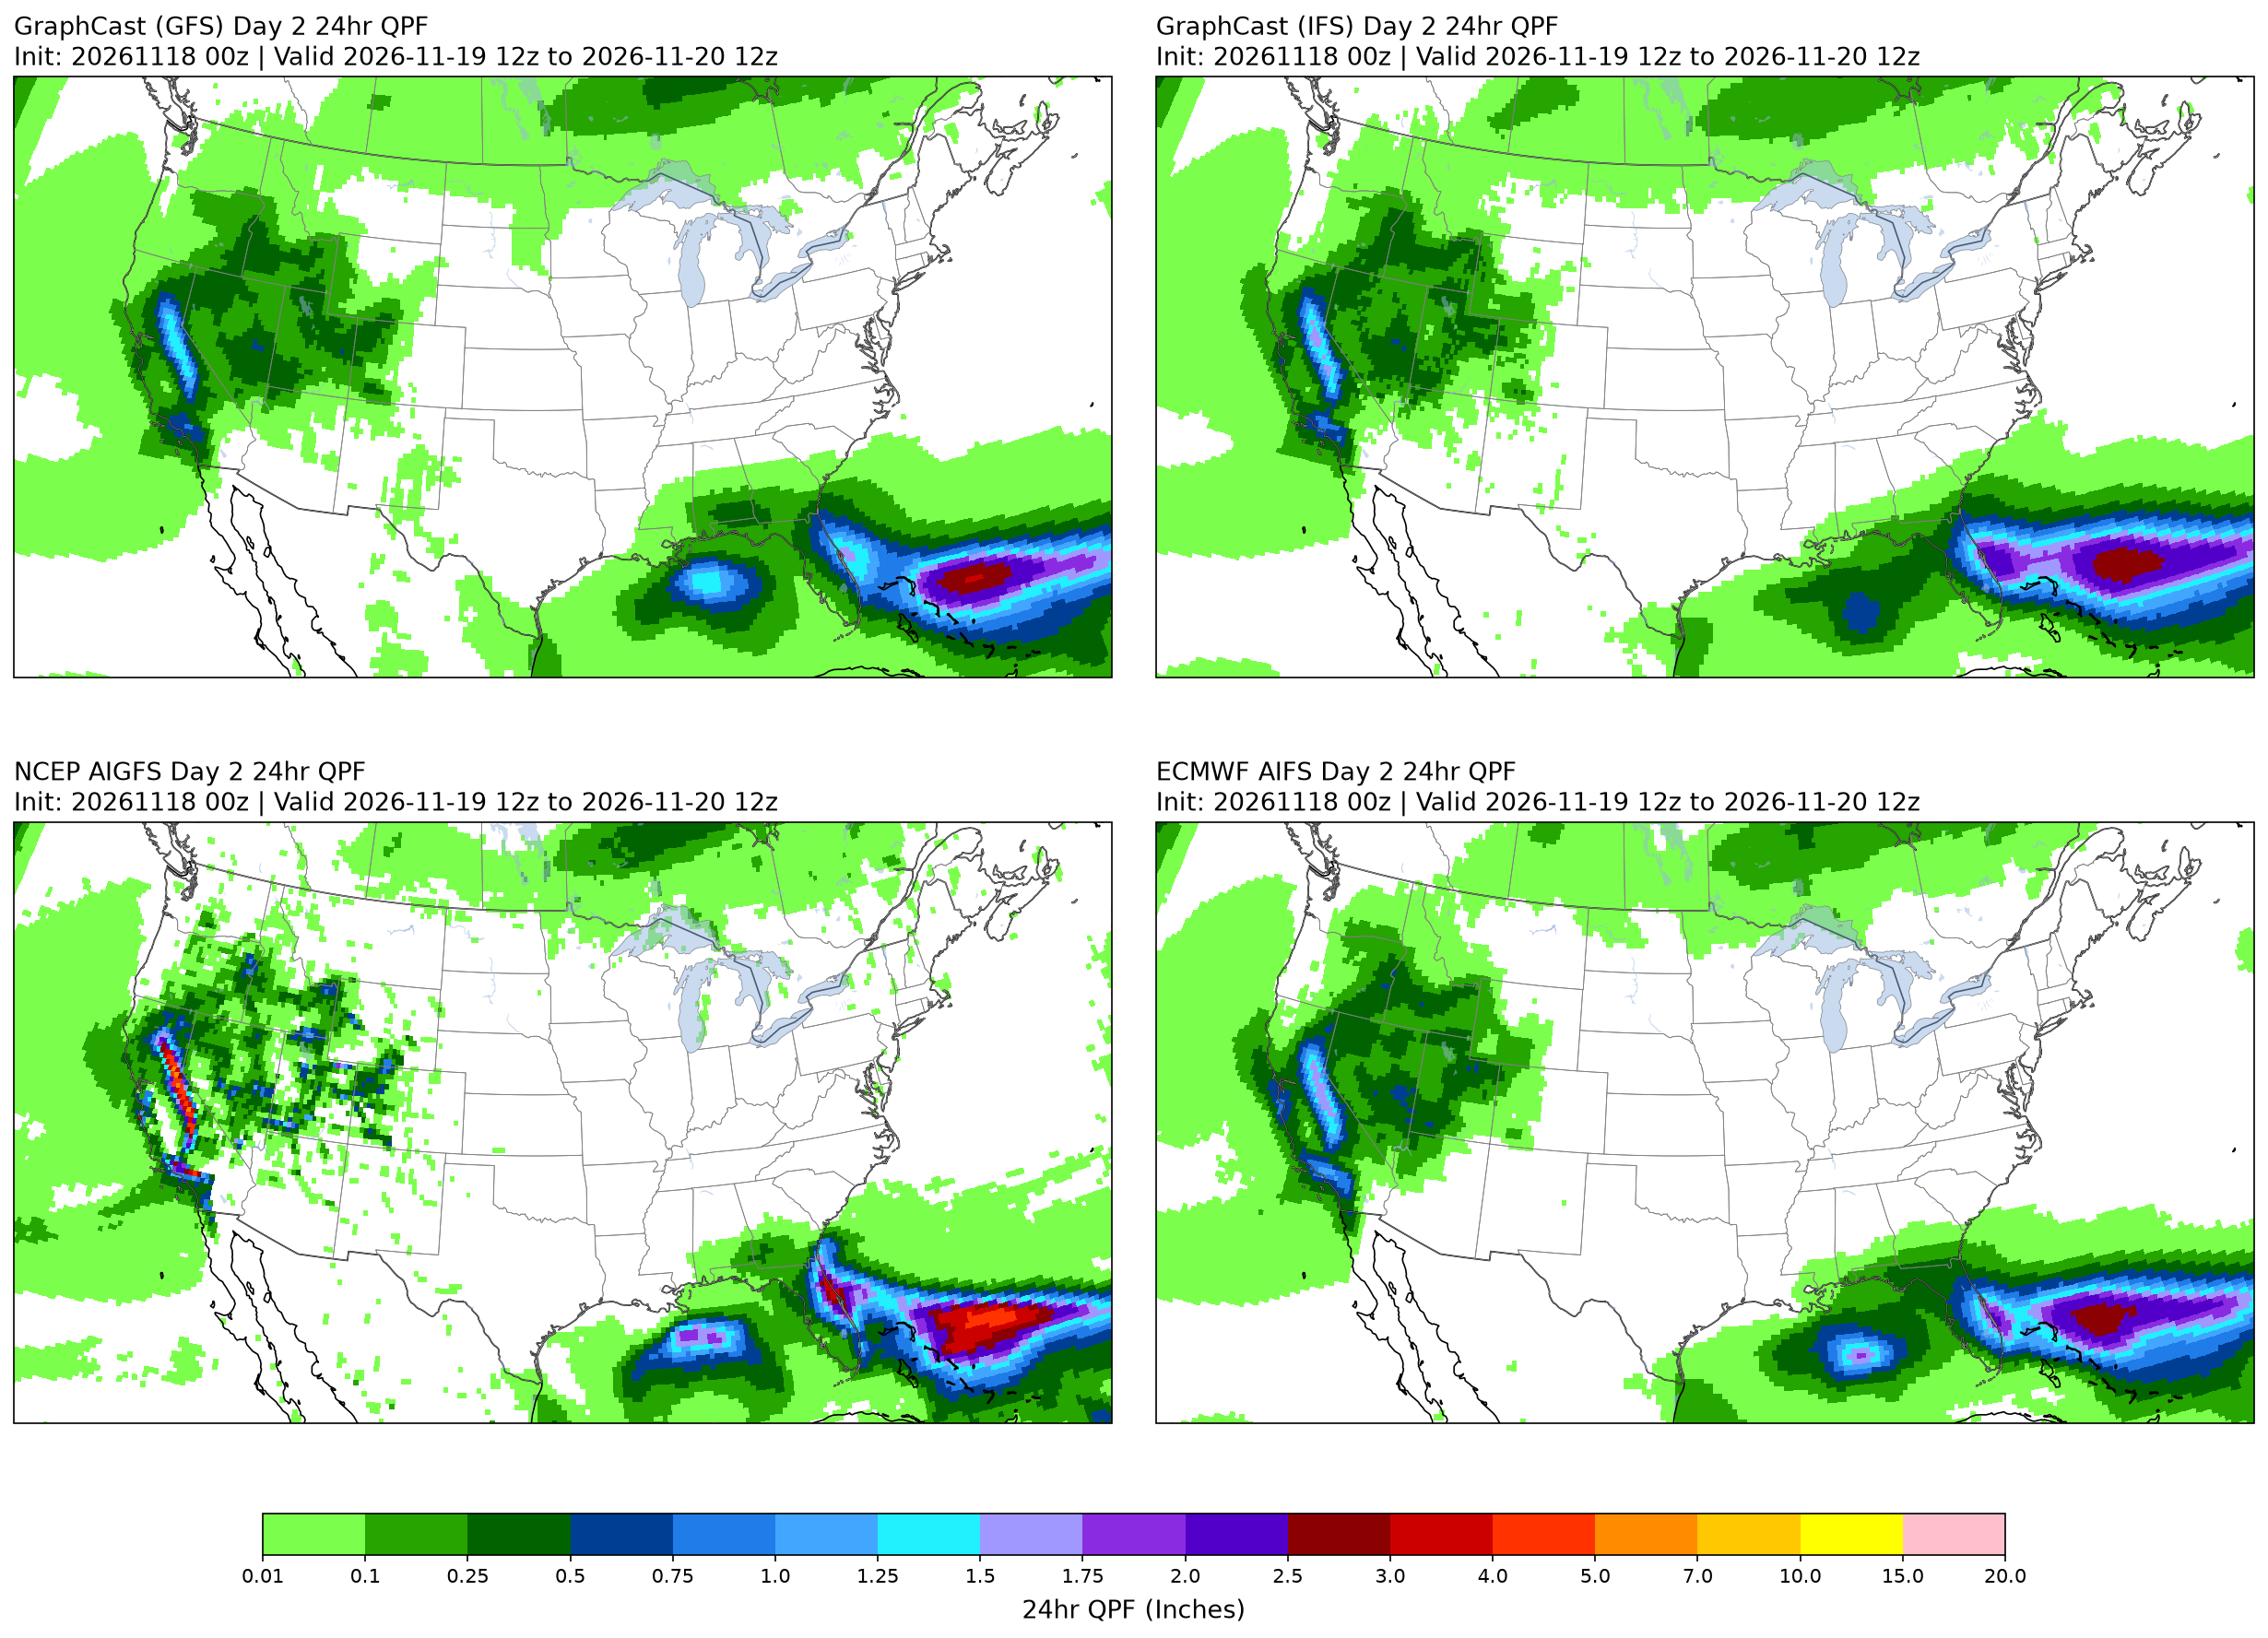 GraphCast (GFS) Day 2 24hr QPF
Init: 20261118 00z | Valid 2026-11-19 12z to 2026-11-20 12z
GraphCast (IFS) Day 2 24hr QPF
Init: 20261118 00z | Valid 2026-11-19 12z to 2026-11-20 12z
NCEP AIGFS Day 2 24hr QPF
Init: 20261118 00z | Valid 2026-11-19 12z to 2026-11-20 12z
ECMWF AIFS Day 2 24hr QPF
Init: 20261118 00z | Valid 2026-11-19 12z to 2026-11-20 12z
0.01 0.1 0.25 0.5 0.75 1.0 1.25 1.5 1.75 2.0 2.5 3.0 4.0 5.0 7.0 10.0 15.0 20.0
24hr QPF (Inches)